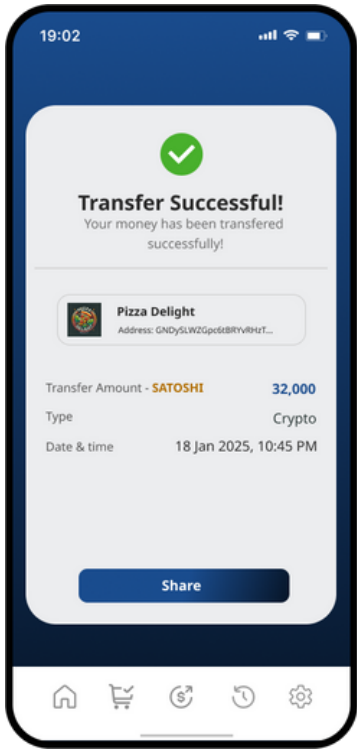 19:02
Transfer Successful!
Your money has been transfered
successfully!
Pizza Delight
Address: GNDySLWZGpc6tBRYvRHzT...
Transfer Amount - SATOSHI 32,000
Type Crypto
Date & time 18 Jan 2025, 10:45 PM
Share